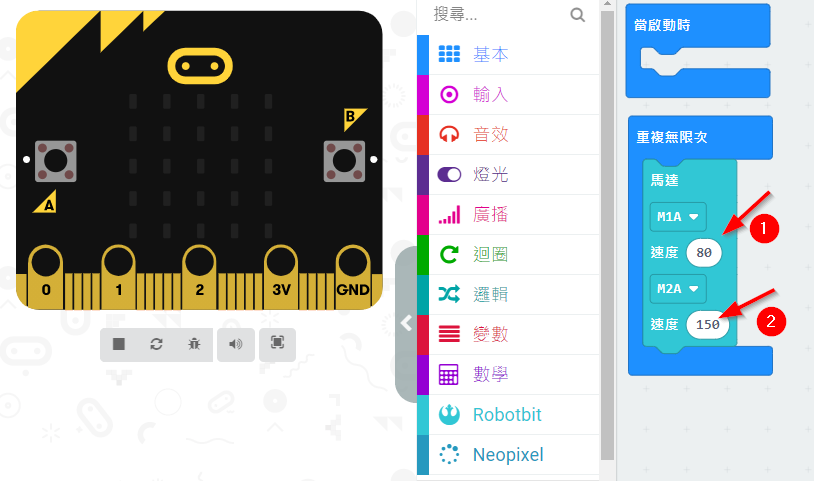 B
A
0
1
2
3V
GND
搜尋...
基本
輸入
音效
燈光
廣播
迴圈
邏輯
變數
數學
Robotbit
Neopixel
當啟動時
重複無限次
馬達
M1A
速度 80
M2A
速度 150
1
2